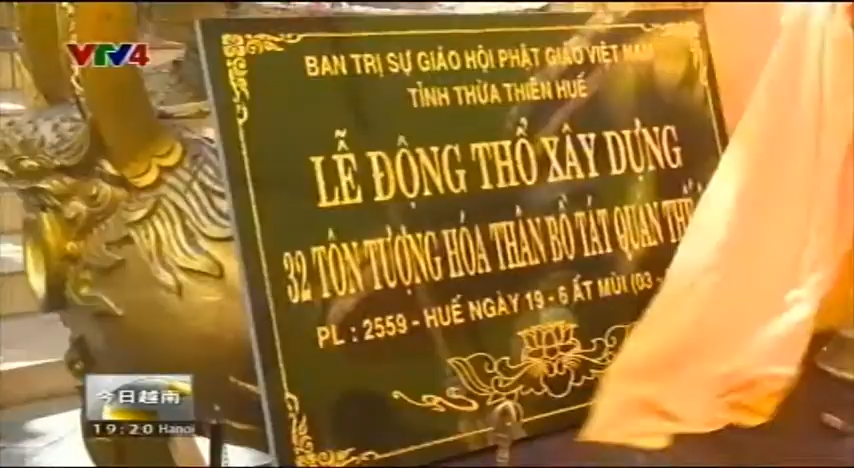 VTV4
BAN TRỊ SỰ GIÁO HỘI PHẬT GIÁO VIỆT NAM
TỈNH THỪA THIÊN HUẾ
LỄ ĐỘNG THỔ XÂY DỰNG
32 TÔN TƯỢNG HÓA THÂN BỒ TÁT QUÁN THẾ
PL : 2559 - HUẾ NGÀY 19 - 6 ẤT MÙI (03 -
今日越南
19:20 Hanoi